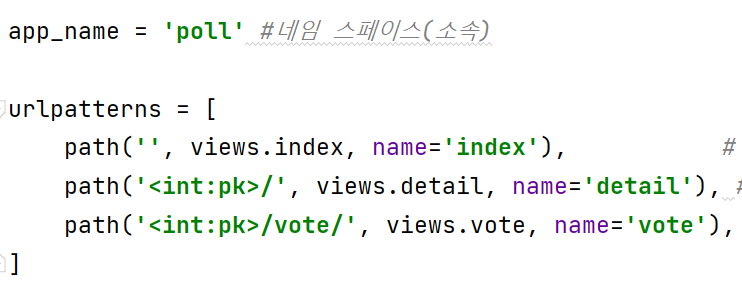 app_name = 'poll' #네임 스페이스(소속)
urlpatterns = [
path('', views.index, name='index'), #
path('<int:pk>/', views.detail, name='detail'), #
path('<int:pk>/vote/', views.vote, name='vote'),
]